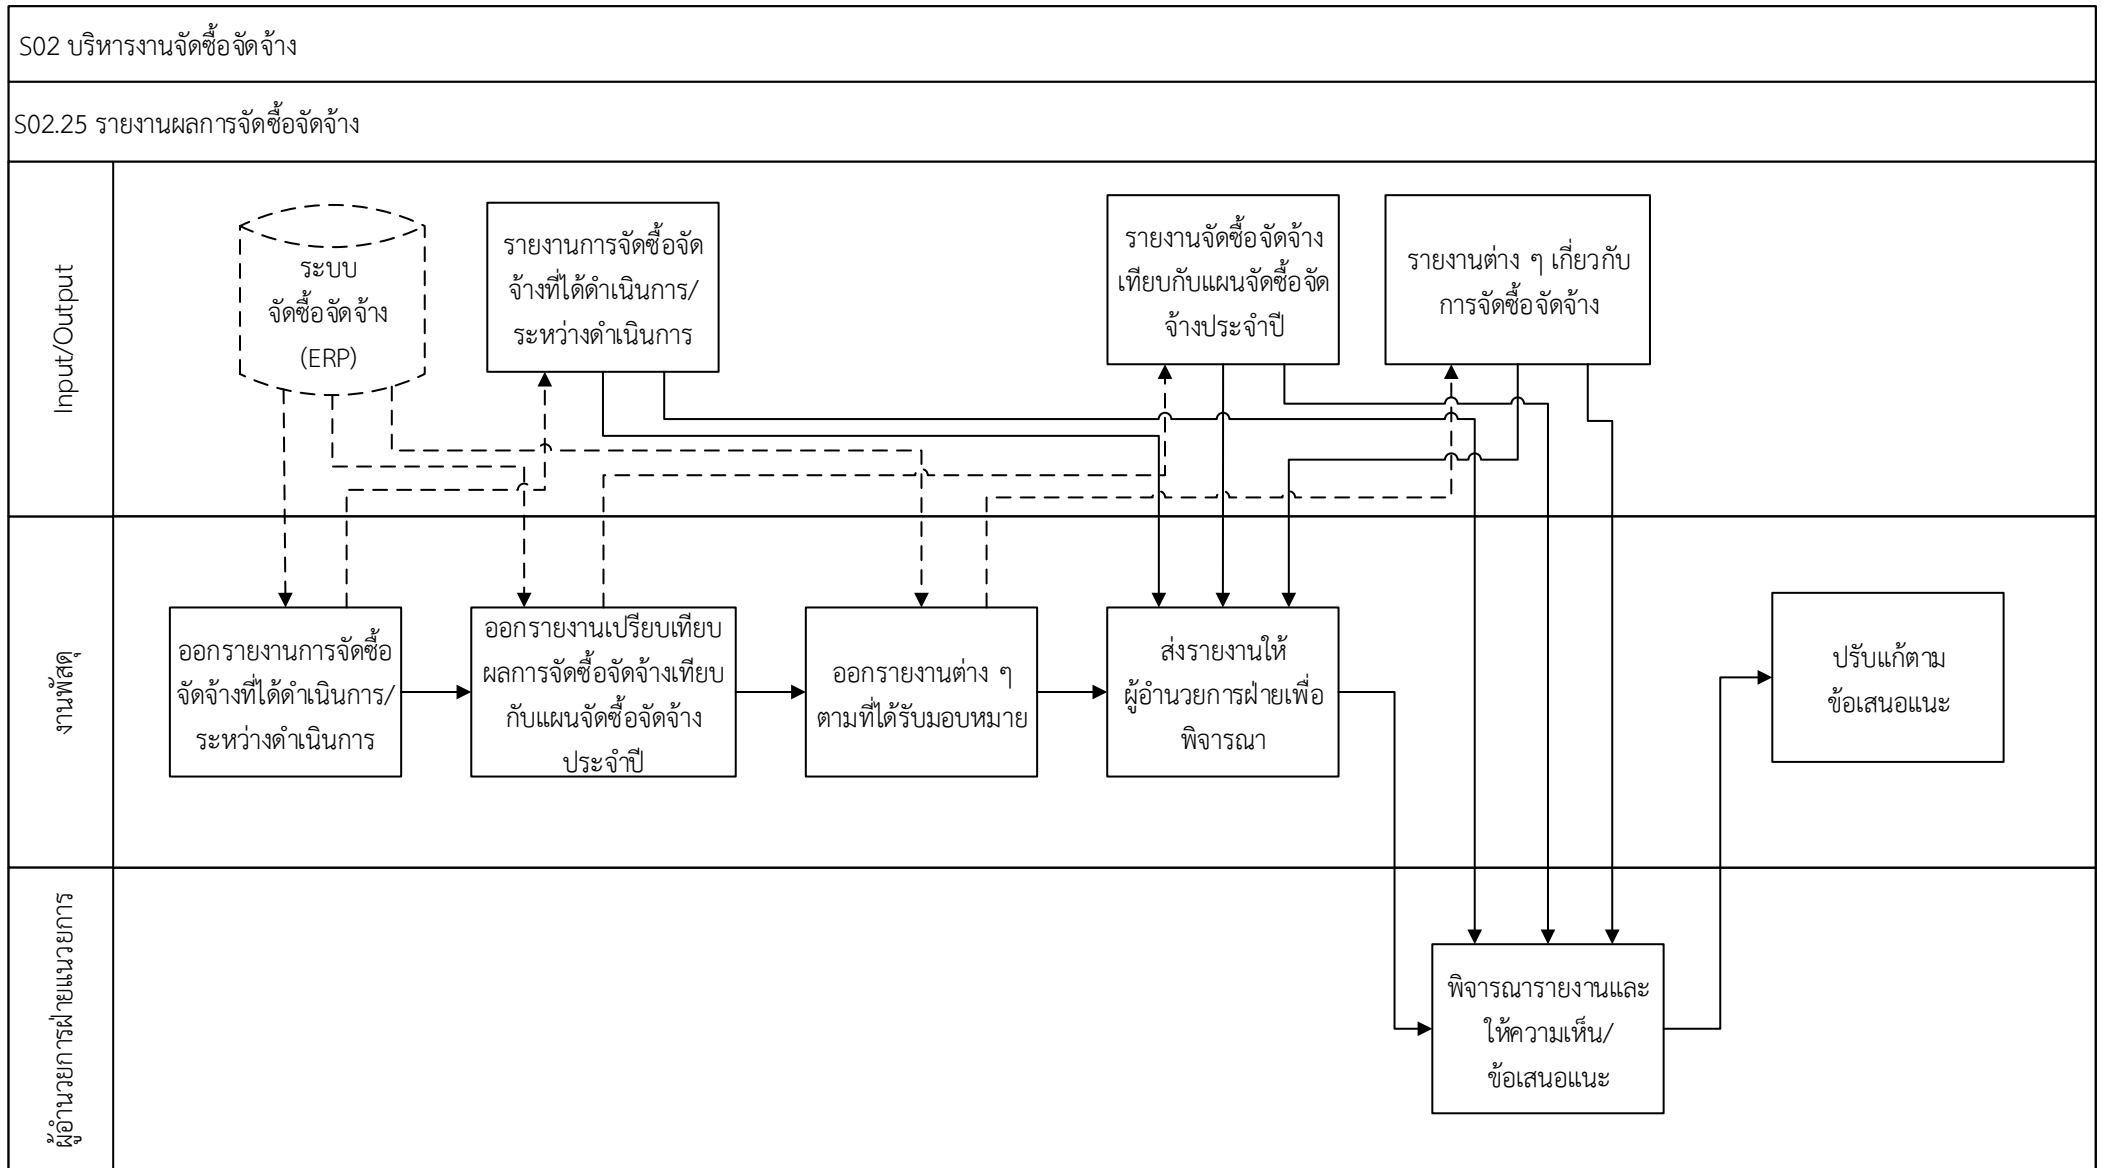 S02 บริหารงานจัดซื้อจัดจ้าง
S02.25 รายงานผลการจัดซื้อจัดจ้าง
Input/Output
ระบบ
จัดซื้อจัดจ้าง
(ERP)
รายงานการจัดซื้อจัด
จ้างที่ได้ดำเนินการ/
ระหว่างดำเนินการ
รายงานจัดซื้อจัดจ้าง
เทียบกับแผนจัดซื้อจัด
จ้างประจำปี
รายงานต่าง ๆ เกี่ยวกับ
การจัดซื้อจัดจ้าง
งานพัสดุ
ออกรายงานการจัดซื้อ
จัดจ้างที่ได้ดำเนินการ/
ระหว่างดำเนินการ
ออกรายงานเปรียบเทียบ
ผลการจัดซื้อจัดจ้างเทียบ
กับแผนจัดซื้อจัดจ้าง
ประจำปี
ออกรายงานต่าง ๆ
ตามที่ได้รับมอบหมาย
ส่งรายงานให้
ผู้อำนวยการฝ่ายเพื่อ
พิจารณา
ปรับแก้ตาม
ข้อเสนอแนะ
ผู้อำนวยการฝ่ายแนวยการ
พิจารณารายงานและ
ให้ความเห็น/
ข้อเสนอแนะ